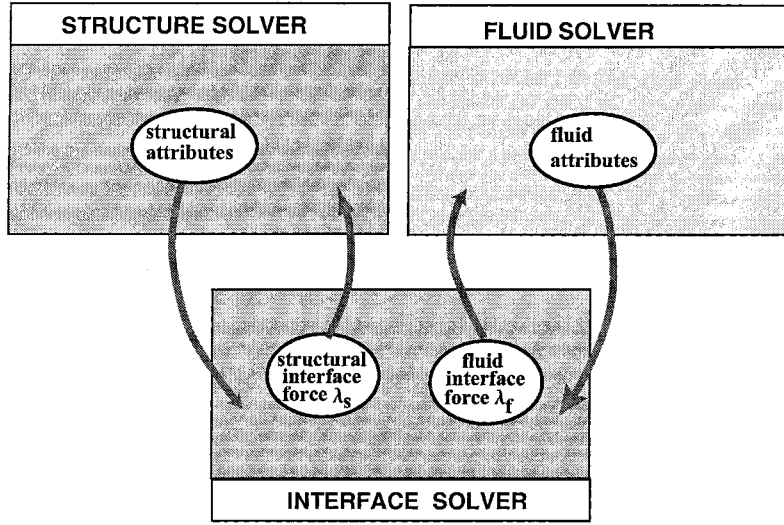 STRUCTURE SOLVER
FLUID SOLVER
structural
attributes
fluid
attributes
structural
interface
force λs
fluid
interface
force λf
INTERFACE SOLVER